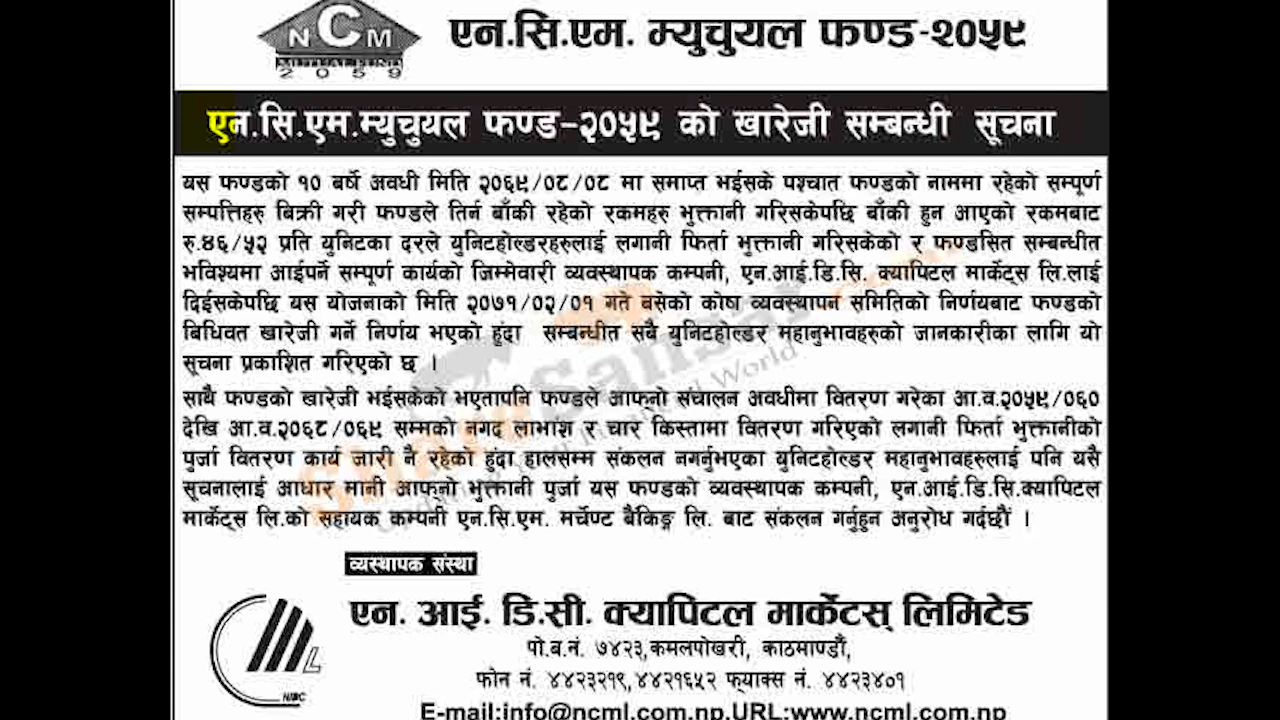 NCM
MUTUAL FUND
2059
एन.सि.एम. म्युचुयल फण्ड-२०५९
एन.सि.एम.म्युचुयल फण्ड-२०५९ को खारेजी सम्बन्धी सूचना
यस फण्डको १० बर्षे अवधी मिति २०६९/०८/०८ मा समाप्त भईसके पश्चात फण्डको नाममा रहेको सम्पूर्ण
सम्पत्तिहरु बिक्री गरी फण्डले तिर्न बाँकी रहेको रकमहरु भुक्तानी गरिसकेपछि बाँकी हुन आएको रकमबाट
रु.४६/५२ प्रति युनिटका दरले युनिटहोल्डरहरुलाई लगानी फिर्ता भुक्तानी गरिसकेको र फण्डसित सम्बन्धीत
भविश्यमा आईपर्ने सम्पूर्ण कार्यको जिम्मेवारी व्यवस्थापक कम्पनी, एन.आई.डि.सि. क्यापिटल मार्केट्स लि.लाई
दिईसकेपछि यस योजनाको मिति २०७१/०२/०१ गते बसेको कोष व्यवस्थापन समितिको निर्णयबाट फण्डको
बिधिवत खारेजी गर्ने निर्णय भएको हुंदा सम्बन्धीत सबै युनिटहोल्डर महानुभावहरुको जानकारीका लागि यो
सूचना प्रकाशित गरिएको छ ।
साथै फण्डको खारेजी भईसकेको भएतापनि फण्डले आफ्नो संचालन अवधीमा वितरण गरेका आ.व.२०५९/०६०
देखि आ.व.२०६८/०६९ सम्मको नगद लाभांश र चार किस्तामा वितरण गरिएको लगानी फिर्ता भुक्तानीको
पुर्जा वितरण कार्य जारी नै रहेको हुंदा हालसम्म संकलन नगर्नुभएका युनिटहोल्डर महानुभावहरुलाई पनि यसै
सूचनालाई आधार मानी आफ्नो भुक्तानी पुर्जा यस फण्डको व्यवस्थापक कम्पनी, एन.आई.डि.सि.क्यापिटल
मार्केट्स लि.को सहायक कम्पनी एन.सि.एम. मर्चेण्ट बैंकिङ्ग लि. बाट संकलन गर्नुहुन अनुरोध गर्दछौं ।
व्यस्थापक संस्था
एन. आई. डि.सी. क्यापिटल मार्केटस् लिमिटेड
पो.ब.नं. ७४२३,कमलपोखरी, काठमाण्डौं,
फोन नं. ४४२३२१९,४४२१६५२ फ्याक्स नं. ४४२३४०१
E-mail:info@ncml.com.np,URL:www.ncml.com.np